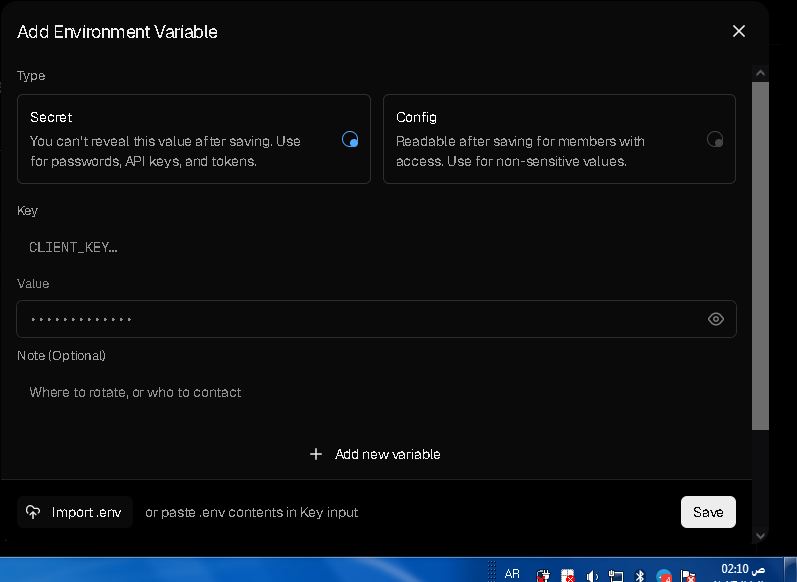 Add Environment Variable
Type
Secret
You can't reveal this value after saving. Use
for passwords, API keys, and tokens.
Config
Readable after saving for members with
access. Use for non-sensitive values.
Key
CLIENT_KEY...
Value
•••••••••••••
Note (Optional)
Where to rotate, or who to contact
Add new variable
Import .env
or paste .env contents in Key input
Save
AR
02:10 ص